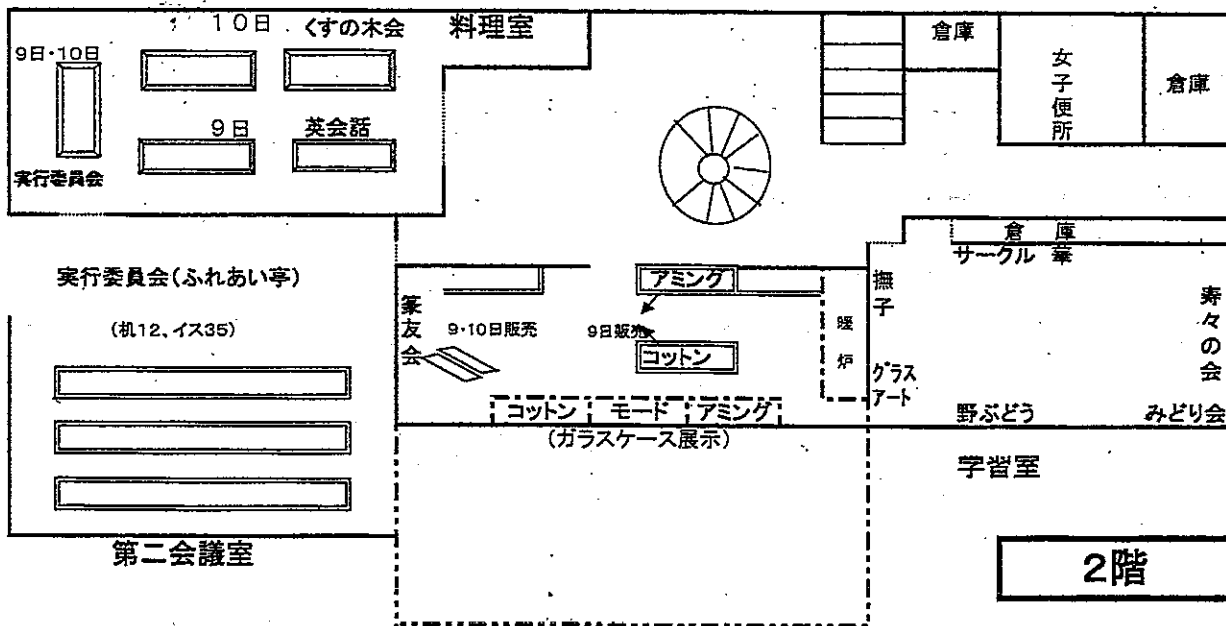 10日 くすの木会
料理室
9日・10日
9日
英会話
実行委員会
倉庫
女子便所
倉庫
実行委員会(ふれあい亭)
(机12、イス35)
第二会議室
篆友会
9・10日販売
アミング
9日販売
コットン
暖炉
コットン
モード
アミング
(ガラスケース展示)
倉庫
サークル 華
撫子
グラスアート
寿々の会
野ぶどう
みどり会
学習室
2階